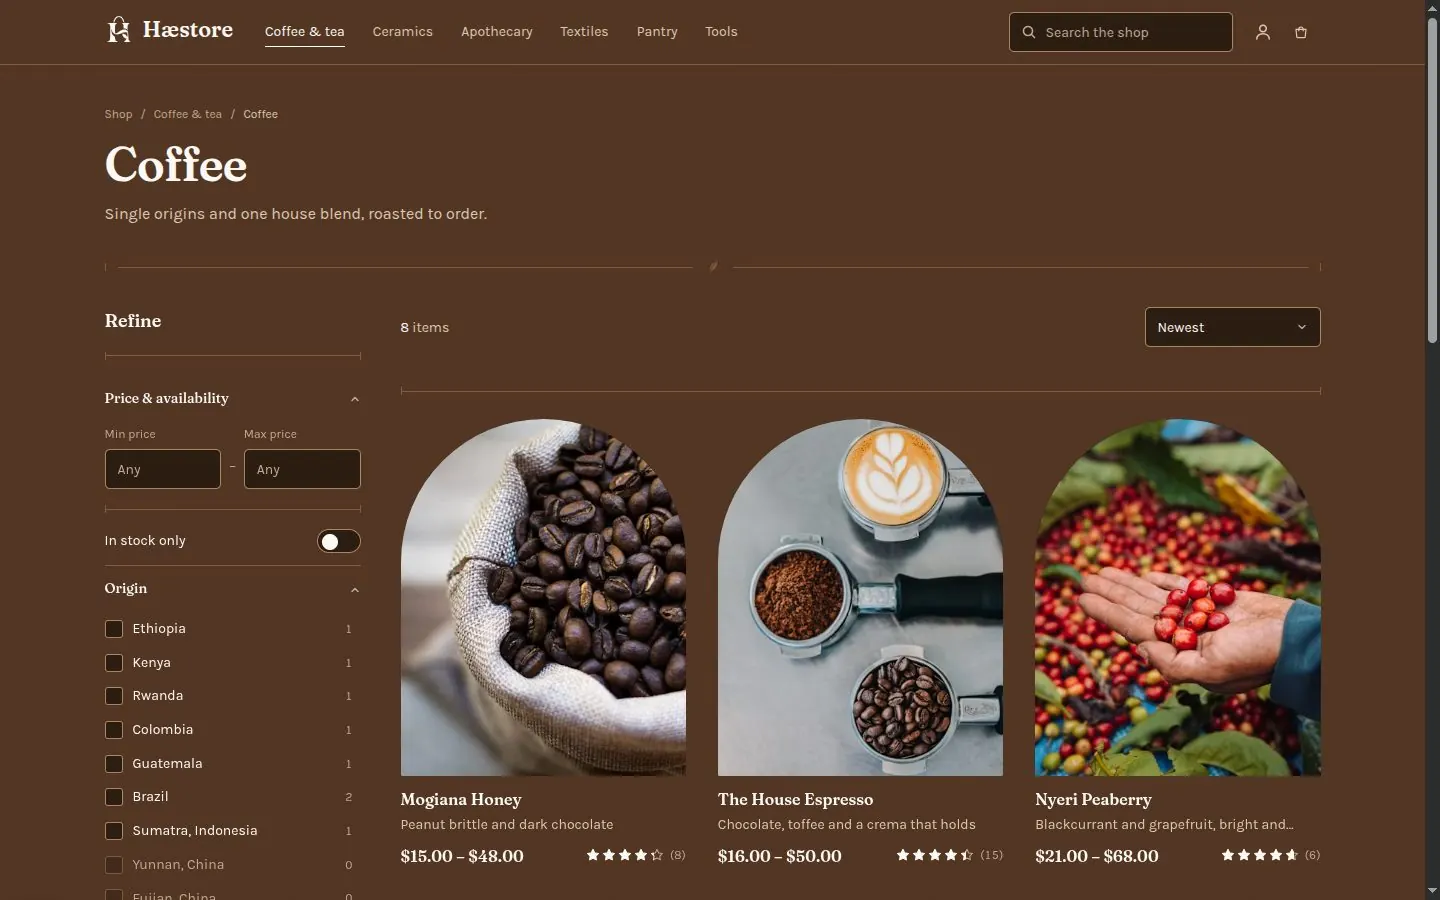 Hæstore
Coffee & tea
Ceramics
Apothecary
Textiles
Pantry
Tools
Search the shop
Shop / Coffee & tea / Coffee
Coffee
Single origins and one house blend, roasted to order.
Refine
8 items
Newest
Price & availability
Min price
Max price
Any – Any
In stock only
Origin
Ethiopia 1
Kenya 1
Rwanda 1
Colombia 1
Guatemala 1
Brazil 2
Sumatra, Indonesia 1
Yunnan, China 0
Fujian, China 0
Mogiana Honey
Peanut brittle and dark chocolate
$15.00 – $48.00 (8)
The House Espresso
Chocolate, toffee and a crema that holds
$16.00 – $50.00 (15)
Nyeri Peaberry
Blackcurrant and grapefruit, bright and...
$21.00 – $68.00 (6)